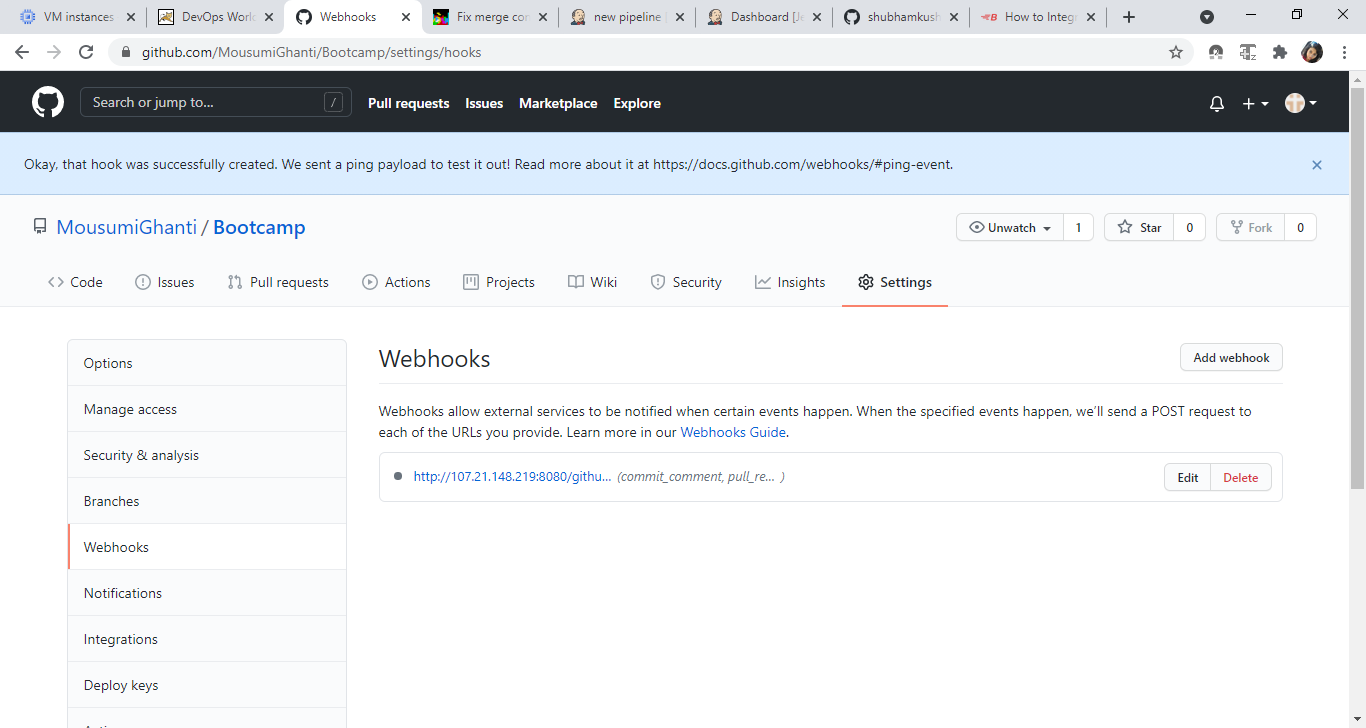 VM instances
DevOps Worl
Webhooks
Fix merge cor
new pipeline
Dashboard [Je
shubhamkush
How to Integr
github.com/MousumiGhanti/Bootcamp/settings/hooks
Search or jump to...
/
Pull requests
Issues
Marketplace
Explore
Okay, that hook was successfully created. We sent a ping payload to test it out! Read more about it at https://docs.github.com/webhooks/#ping-event.
MousumiGhanti / Bootcamp
Unwatch
1
Star
0
Fork
0
Code
Issues
Pull requests
Actions
Projects
Wiki
Security
Insights
Settings
Options
Manage access
Security & analysis
Branches
Webhooks
Notifications
Integrations
Deploy keys
Webhooks
Add webhook
Webhooks allow external services to be notified when certain events happen. When the specified events happen, we'll send a POST request to
each of the URLs you provide. Learn more in our Webhooks Guide.
http://107.21.148.219:8080/githu... (commit_comment, pull_re... )
Edit
Delete